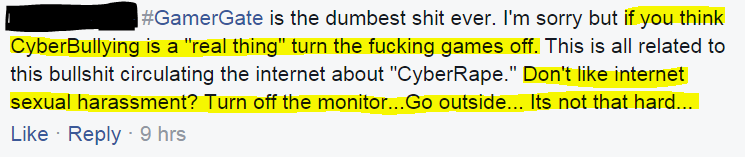 #GamerGate is the dumbest shit ever. I'm sorry but if you think
CyberBullying is a "real thing" turn the fucking games off. This is all related to
this bullshit circulating the internet about "CyberRape." Don't like internet
sexual harassment? Turn off the monitor...Go outside... Its not that hard...
Like · Reply · 9 hrs